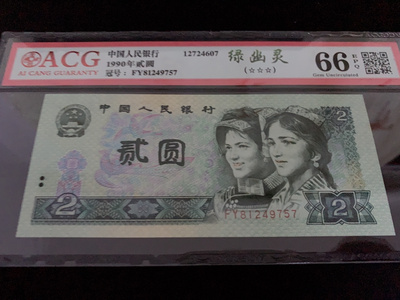 ACG
AI CANG GUARANTY
中国人民银行 12724607
1990年贰圆
冠号: FY81249757
绿幽灵
(☆☆☆)
66 EPQ
Gem Uncirculated
中国人民银行
贰圆
2
2
2
FY81249757